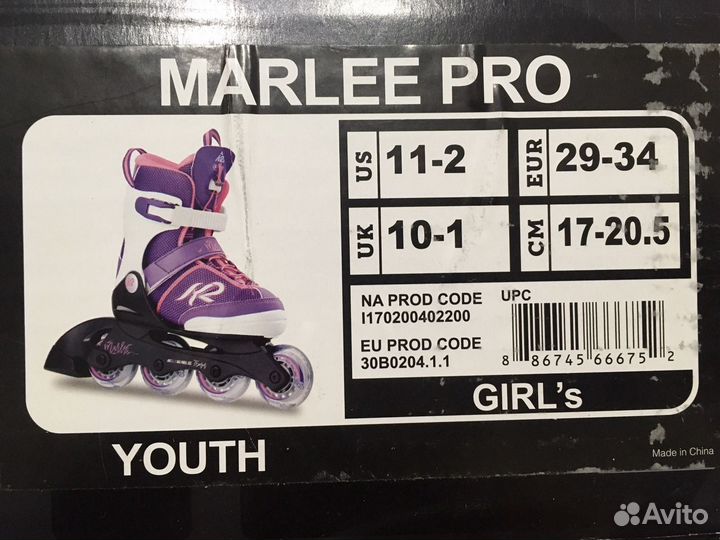 MARLEE PRO
US 11-2 EUR 29-34
UK 10-1 CM 17-20.5
NA PROD CODE UPC
I170200402200
EU PROD CODE
30B0204.1.1
8 86745 66675 2
GIRL's
K2
YOUTH
Made in China
Avito